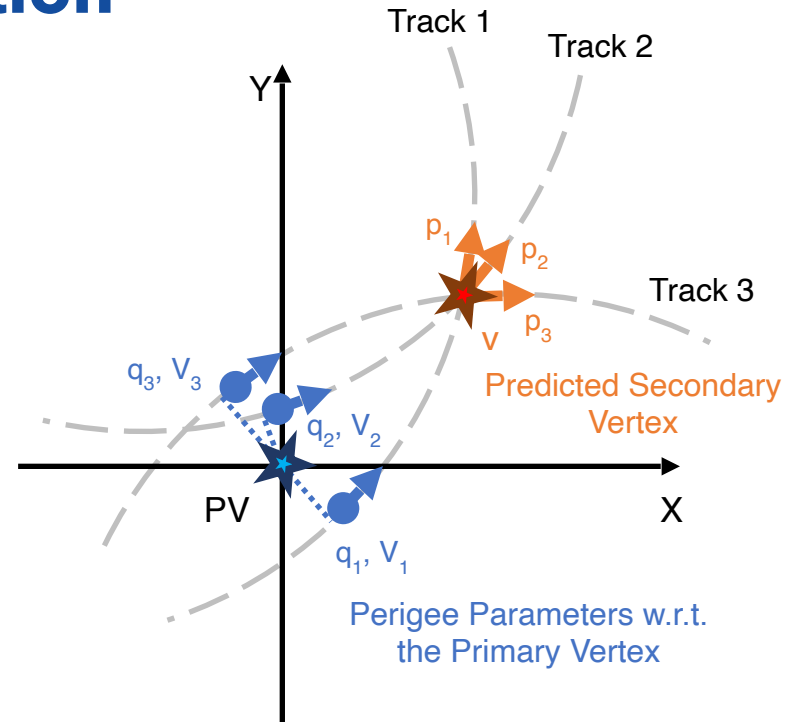 Track 1
Track 2
Y
p1
p2
Track 3
p3
v
q3, V3
Predicted Secondary
Vertex
q2, V2
PV
X
q1, V1
Perigee Parameters w.r.t.
the Primary Vertex